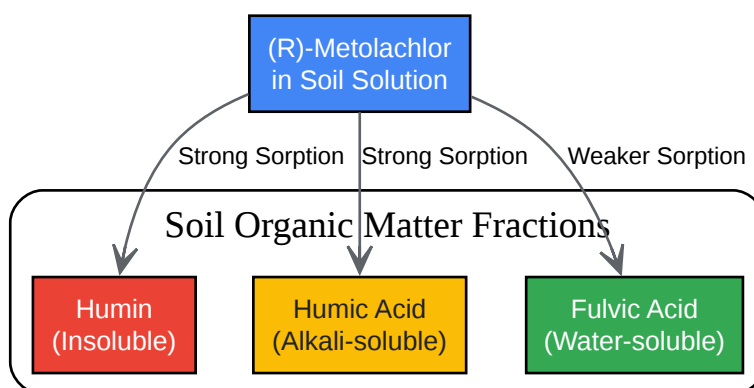 (R)-Metolachlor
in Soil Solution
Strong Sorption
Strong Sorption
Weaker Sorption
Soil Organic Matter Fractions
Humin
(Insoluble)
Humic Acid
(Alkali-soluble)
Fulvic Acid
(Water-soluble)